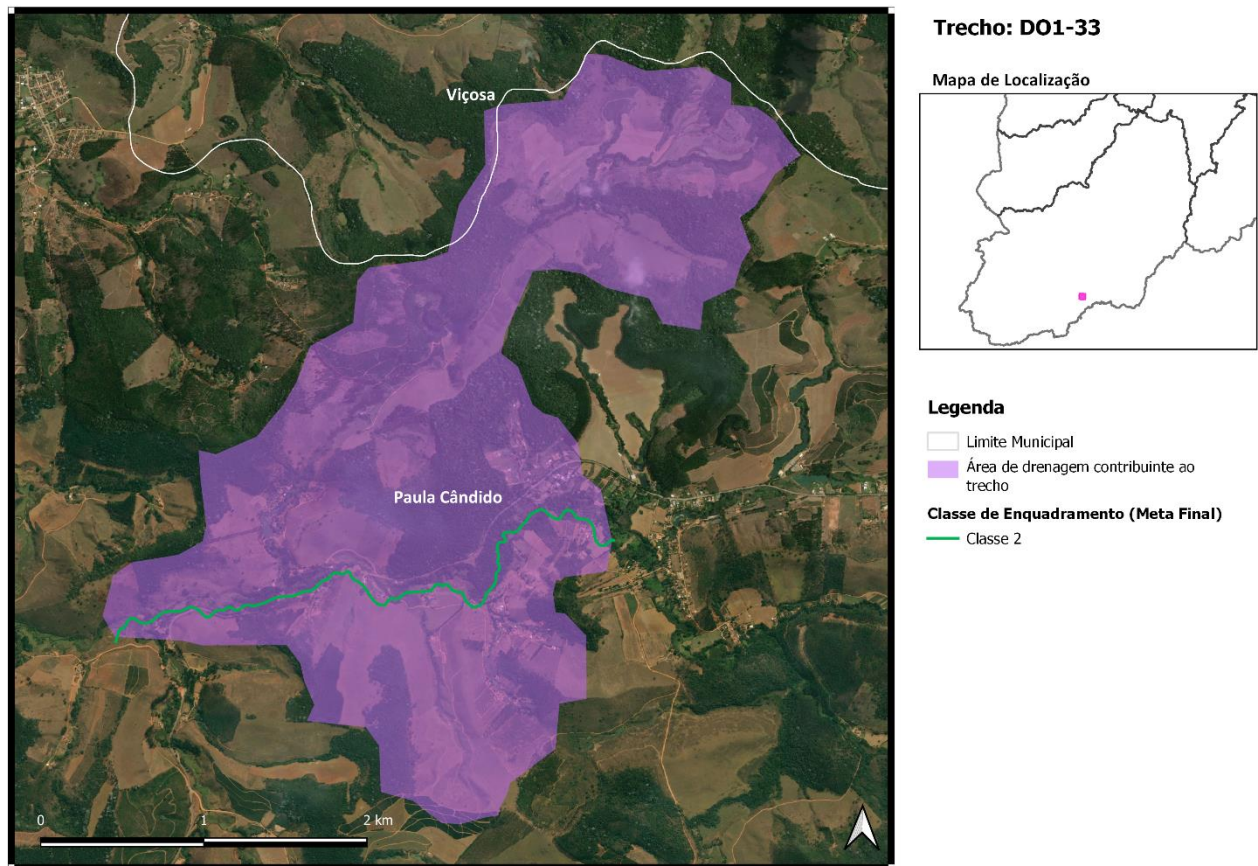 Trecho: DO1-33
Mapa de Localização
Viçosa
Paula Cândido
Legenda
Limite Municipal
Área de drenagem contribuinte ao
trecho
Classe de Enquadramento (Meta Final)
Classe 2
0 1 2 km